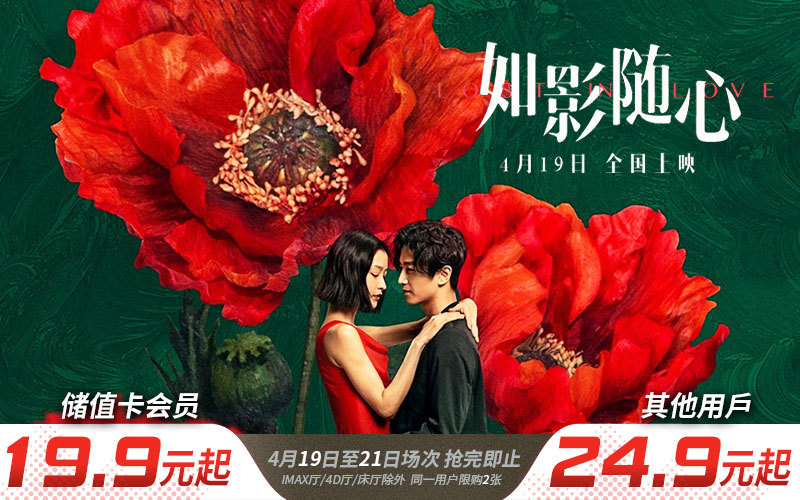 如影随心
LOST IN LOVE
4月19日 全国上映
储值卡会员
19.9元起
4月19日至21日场次 抢完即止
IMAX厅/4D厅/床厅除外 同一用户限购2张
其他用戶
24.9元起